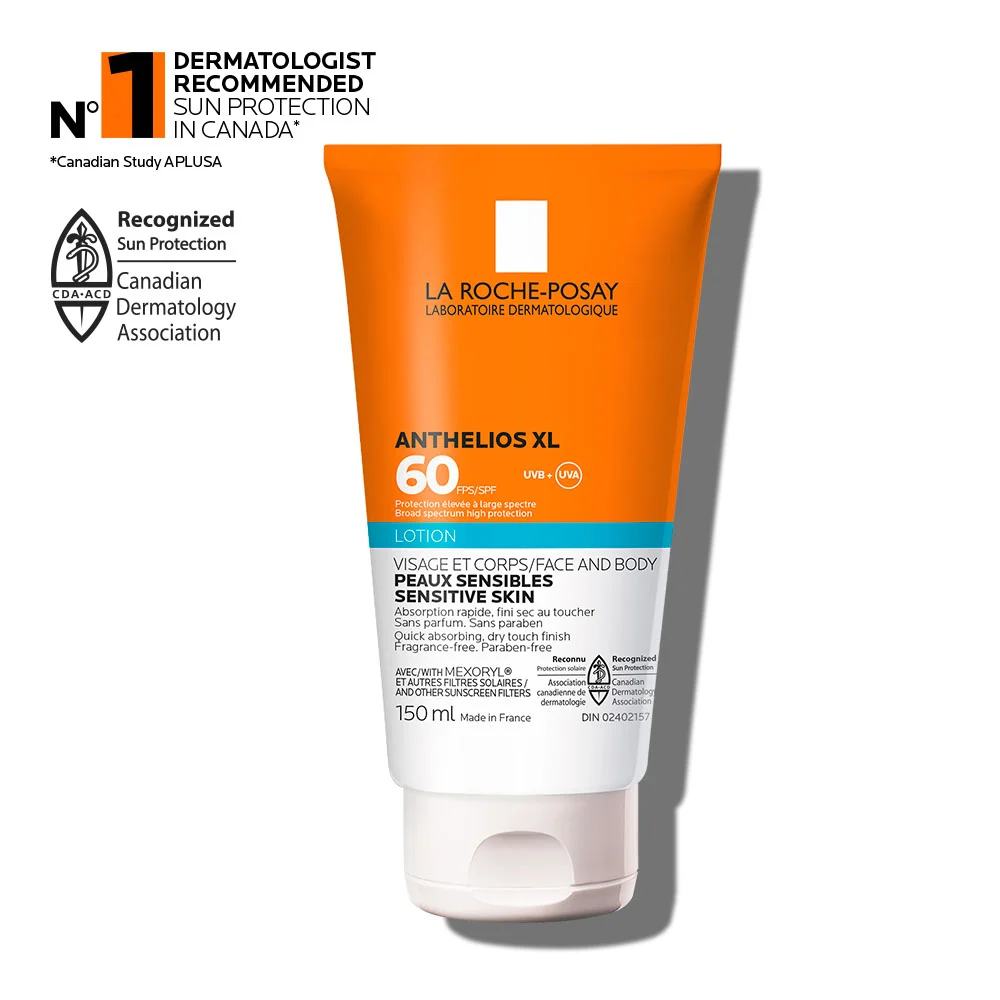 N° 1 DERMATOLOGIST
RECOMMENDED
SUN PROTECTION
IN CANADA*
*Canadian Study APLUSA
Recognized
Sun Protection
CDA•ACD
Canadian
Dermatology
Association
LA ROCHE-POSAY
LABORATOIRE DERMATOLOGIQUE
ANTHELIOS XL
60 FPS/SPF UVB + UVA
Protection élevée à large spectre
Broad spectrum high protection
LOTION
VISAGE ET CORPS/FACE AND BODY
PEAUX SENSIBLES
SENSITIVE SKIN
Absorption rapide, fini sec au toucher
Sans parfum. Sans paraben
Quick absorbing, dry touch finish
Fragrance-free. Paraben-free
AVEC/WITH MEXORYL®
ET AUTRES FILTRES SOLAIRES /
AND OTHER SUNSCREEN FILTERS
Reconnu
Protection solaire
Association
canadienne de
dermatologie
CDA•ACD
Recognized
Sun Protection
Canadian
Dermatology
Association
150 ml Made in France
DIN 02402157